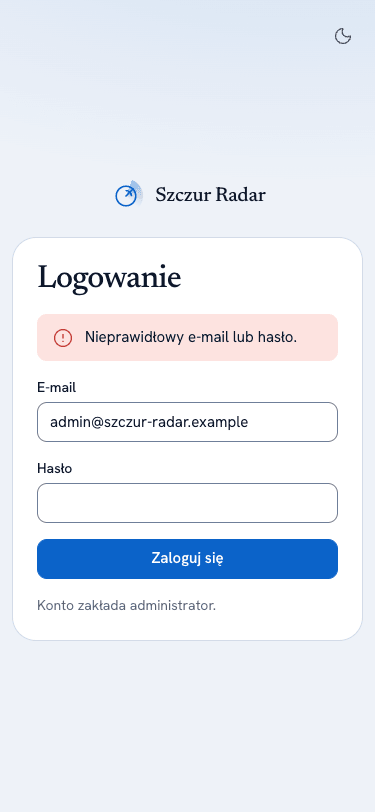 Szczur Radar
Logowanie
Nieprawidłowy e-mail lub hasło.
E-mail
admin@szczur-radar.example
Hasło
Zaloguj się
Konto zakłada administrator.